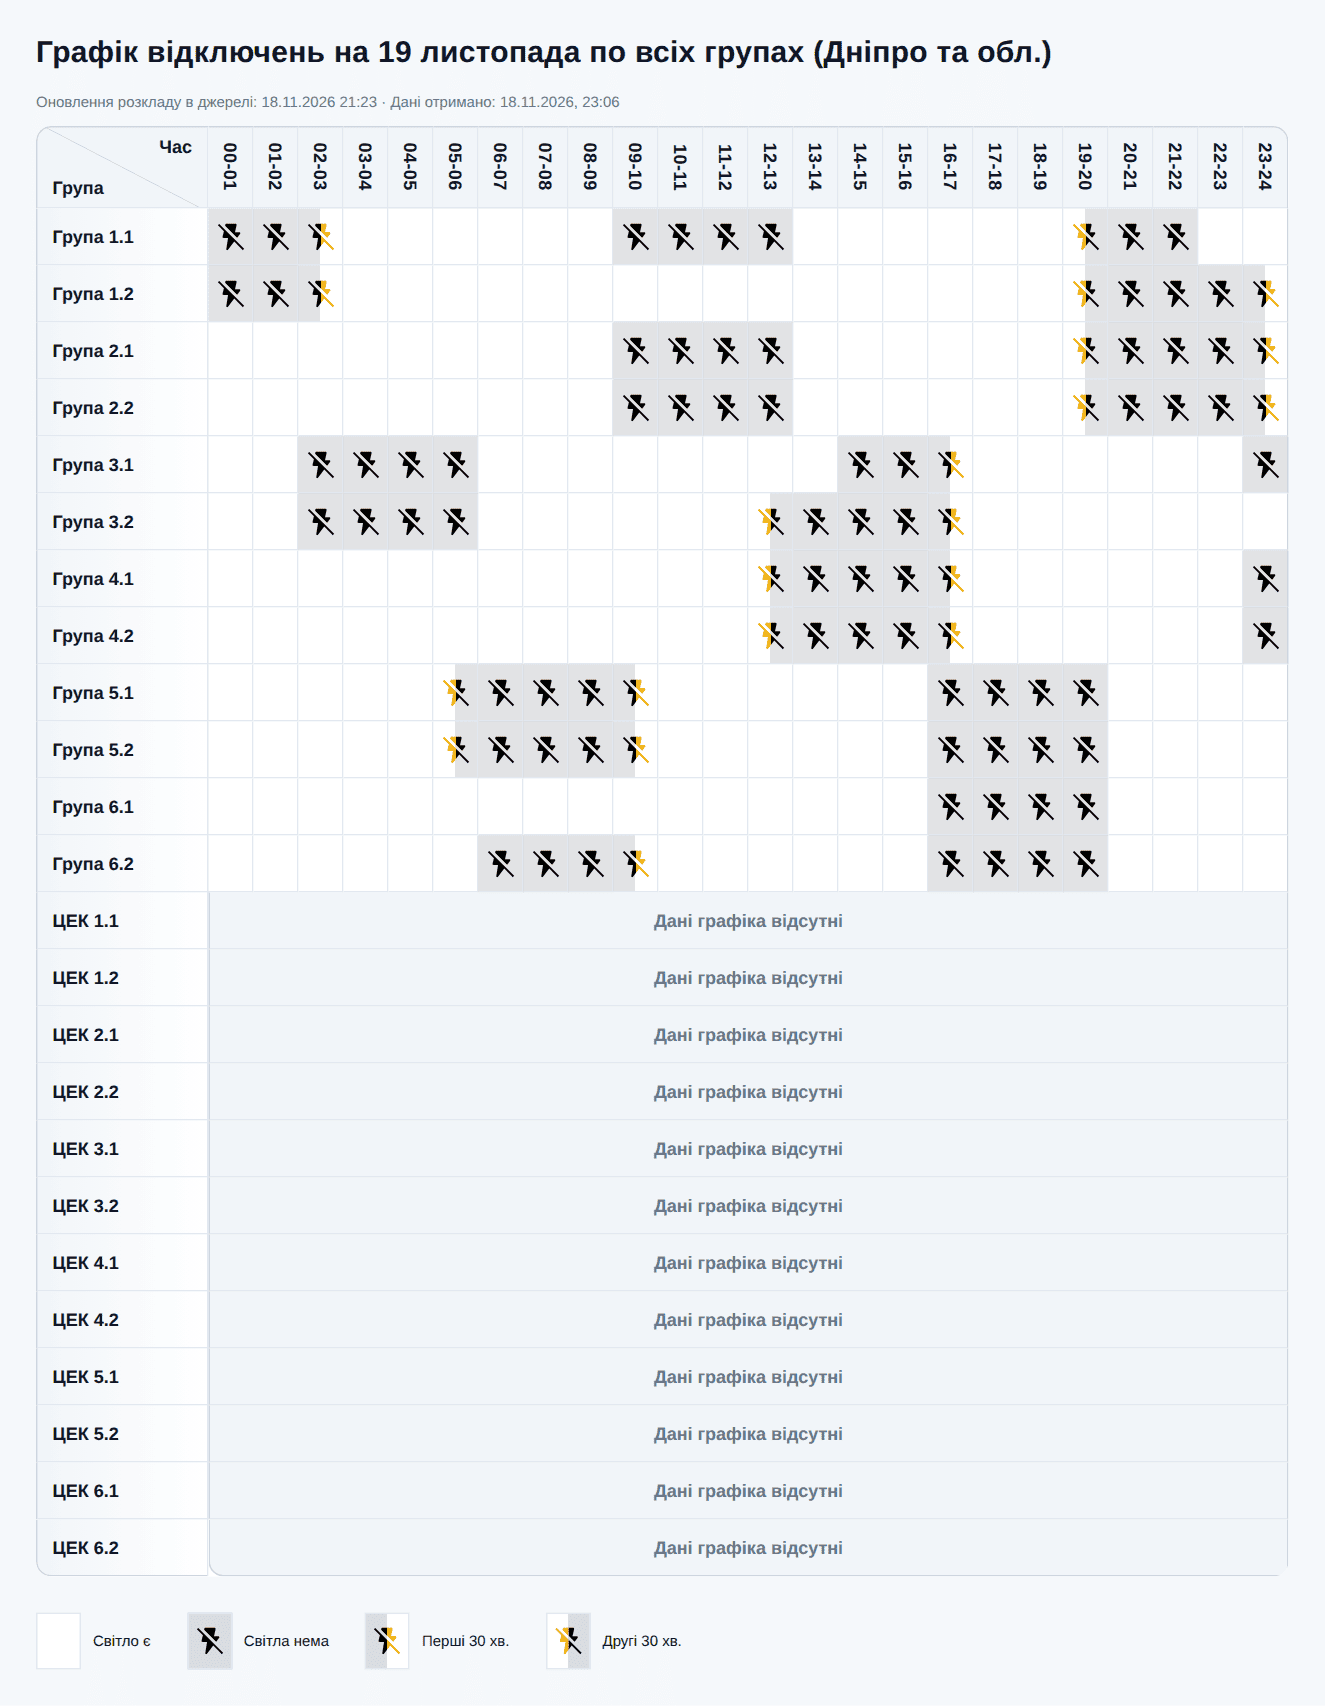 Графік відключень на 19 листопада по всіх групах (Дніпро та обл.)
Оновлення розкладу в джерелі: 18.11.2026 21:23 · Дані отримано: 18.11.2026, 23:06
Час
Група
00-01 01-02 02-03 03-04 04-05 05-06 06-07 07-08 08-09 09-10 10-11 11-12 12-13 13-14 14-15 15-16 16-17 17-18 18-19 19-20 20-21 21-22 22-23 23-24
Група 1.1
Група 1.2
Група 2.1
Група 2.2
Група 3.1
Група 3.2
Група 4.1
Група 4.2
Група 5.1
Група 5.2
Група 6.1
Група 6.2
ЦЕК 1.1 Дані графіка відсутні
ЦЕК 1.2 Дані графіка відсутні
ЦЕК 2.1 Дані графіка відсутні
ЦЕК 2.2 Дані графіка відсутні
ЦЕК 3.1 Дані графіка відсутні
ЦЕК 3.2 Дані графіка відсутні
ЦЕК 4.1 Дані графіка відсутні
ЦЕК 4.2 Дані графіка відсутні
ЦЕК 5.1 Дані графіка відсутні
ЦЕК 5.2 Дані графіка відсутні
ЦЕК 6.1 Дані графіка відсутні
ЦЕК 6.2 Дані графіка відсутні
Світло є Світла нема Перші 30 хв. Другі 30 хв.